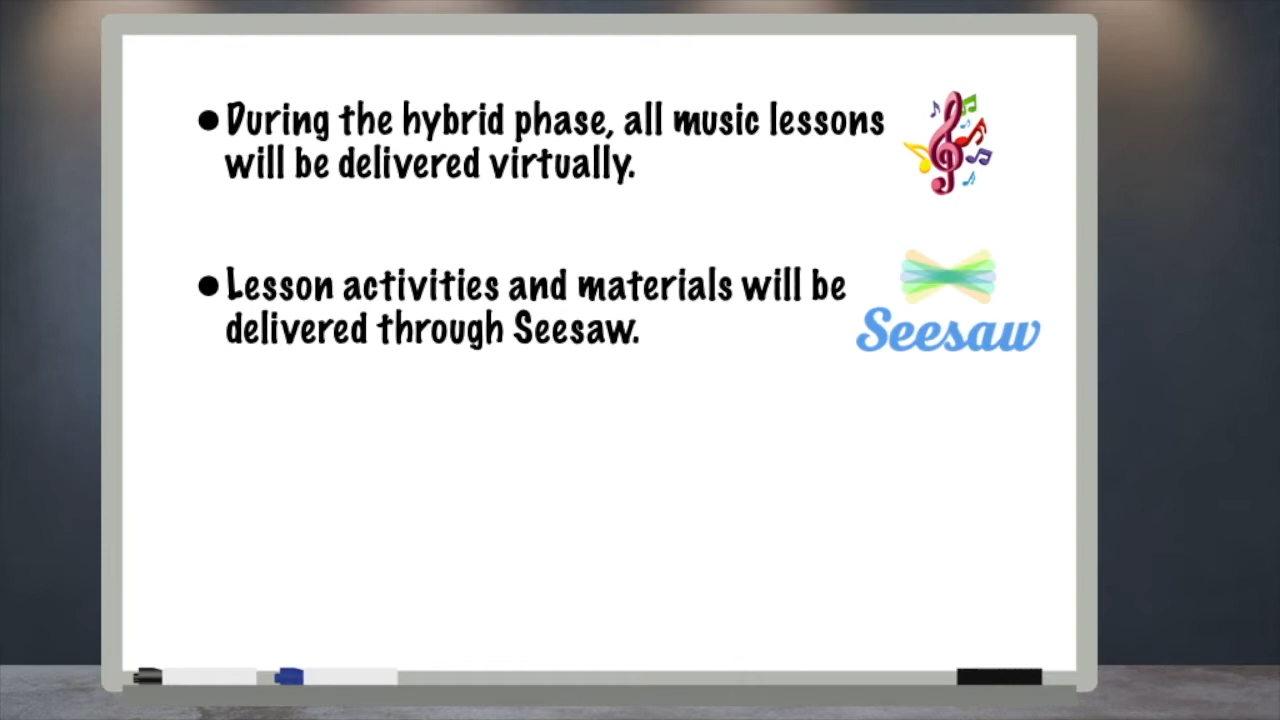 •During the hybrid phase, all music lessons
will be delivered virtually.
•Lesson activities and materials will be
delivered through Seesaw.
Seesaw